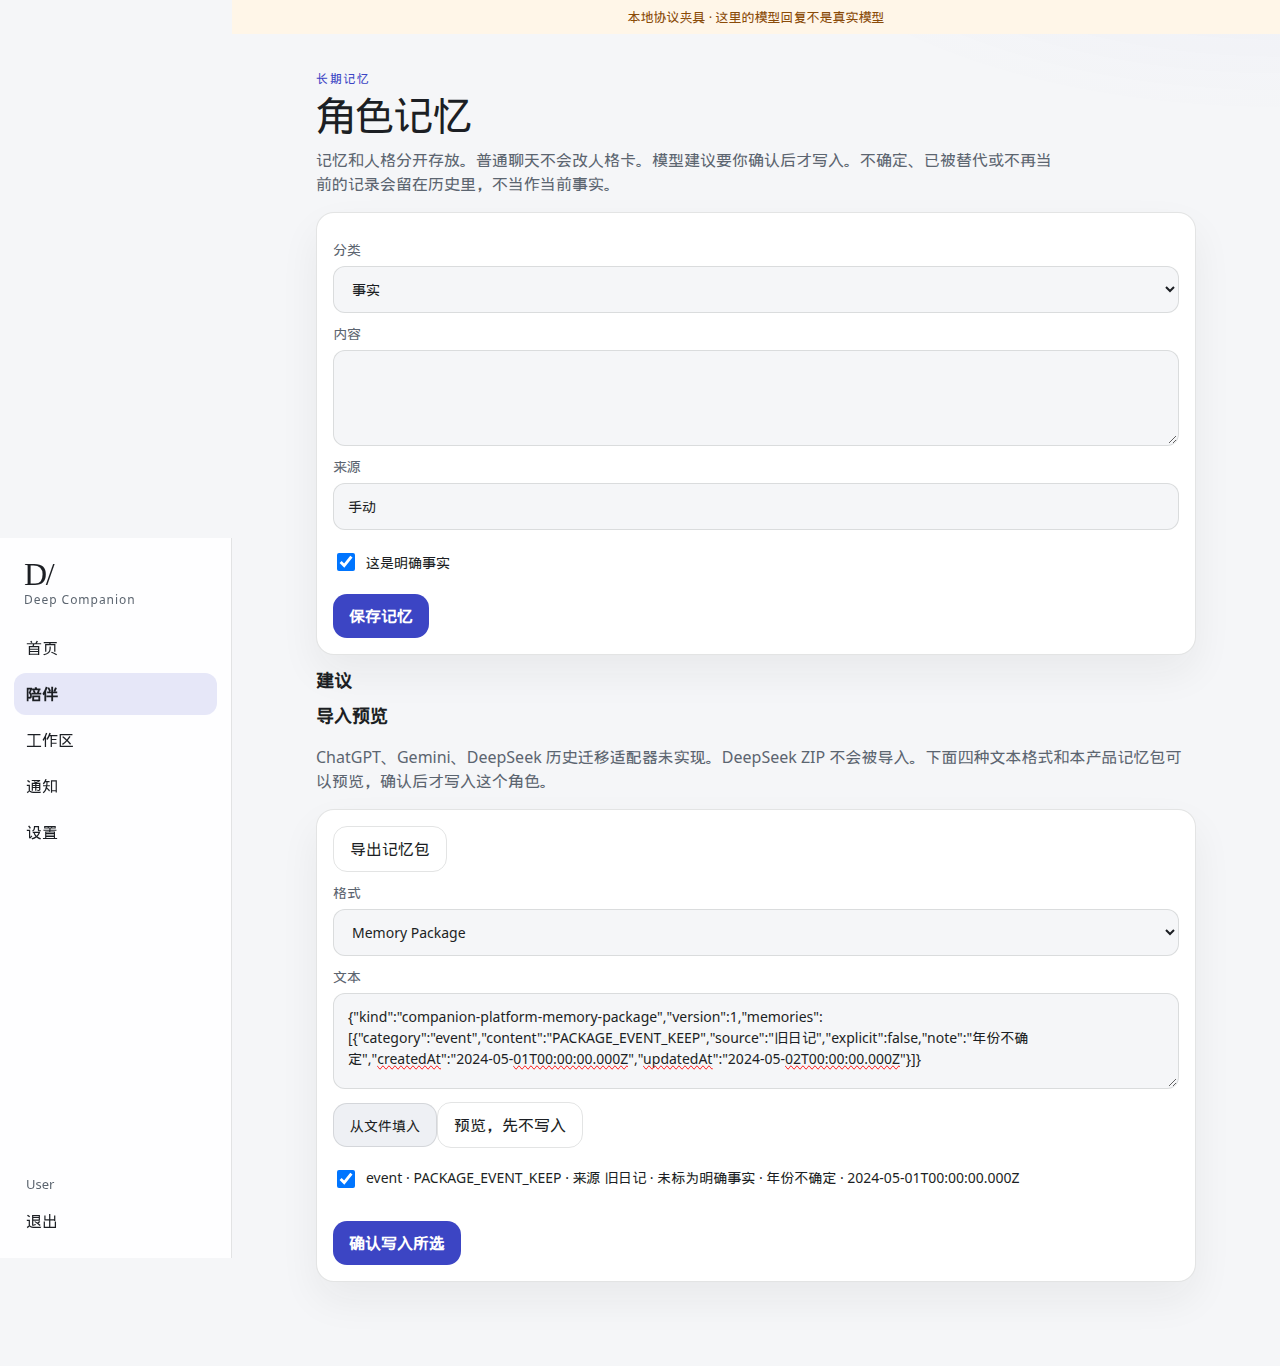 本地协议夹具 · 这里的模型回复不是真实模型
长期记忆
角色记忆
记忆和人格分开存放。普通聊天不会改人格卡。模型建议要你确认后才写入。不确定、已被替代或不再当
前的记录会留在历史里，不当作当前事实。
分类
事实
内容
来源
手动
这是明确事实
保存记忆
D/
Deep Companion
首页
陪伴
工作区
通知
设置
User
退出
建议
导入预览
ChatGPT、Gemini、DeepSeek 历史迁移适配器未实现。DeepSeek ZIP 不会被导入。下面四种文本格式和本产品记忆包可
以预览，确认后才写入这个角色。
导出记忆包
格式
Memory Package
文本
{"kind":"companion-platform-memory-package","version":1,"memories":
[{"category":"event","content":"PACKAGE_EVENT_KEEP","source":"旧日记","explicit":false,"note":"年份不确
定","createdAt":"2024-05-01T00:00:00.000Z","updatedAt":"2024-05-02T00:00:00.000Z"}]}
从文件填入
预览，先不写入
event · PACKAGE_EVENT_KEEP · 来源 旧日记 · 未标为明确事实 · 年份不确定 · 2024-05-01T00:00:00.000Z
确认写入所选